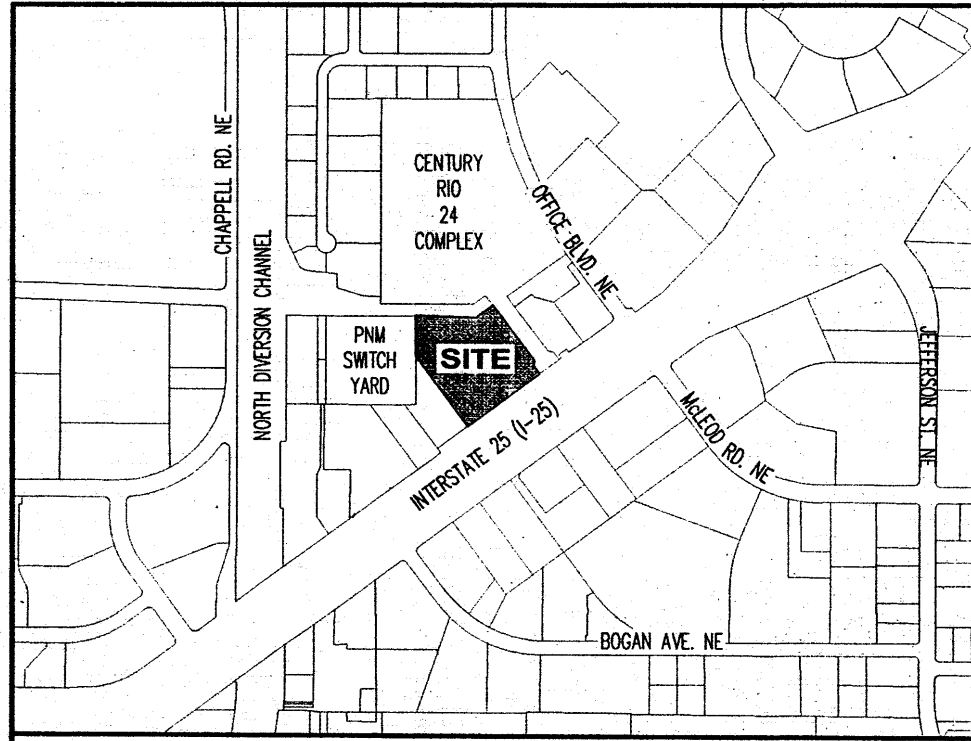 CHAPPELL RD. NE
NORTH DIVISION CHANNEL
CENTURY
RIO
24
COMPLEX
OFFICE BLVD. NE
PNM
SWITCH
YARD
SITE
INTERSTATE 25 (I-25)
McLEOD RD. NE
JEFFERSON ST. NE
BOGAN AVE. NE